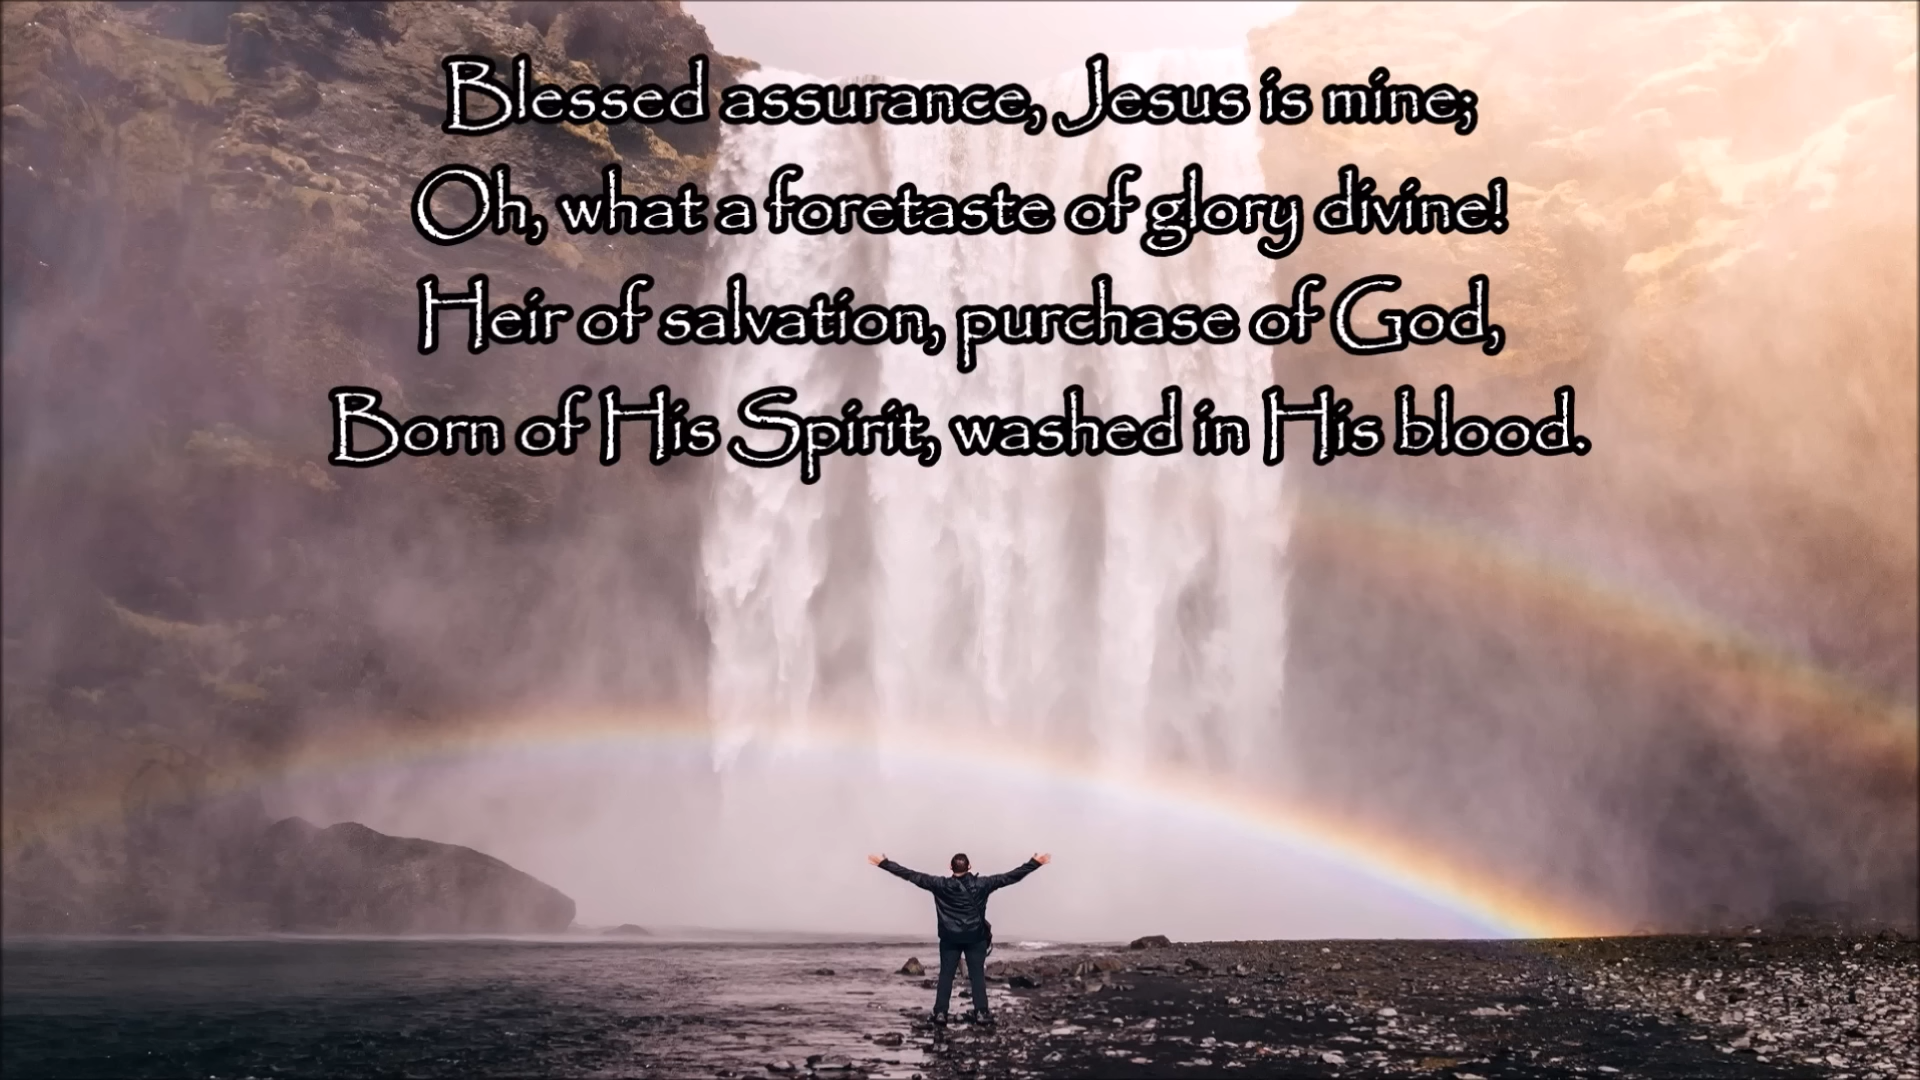 Blessed assurance, Jesus is mine;
Oh, what a foretaste of glory divine!
Heir of salvation, purchase of God,
Born of His Spirit, washed in His blood.